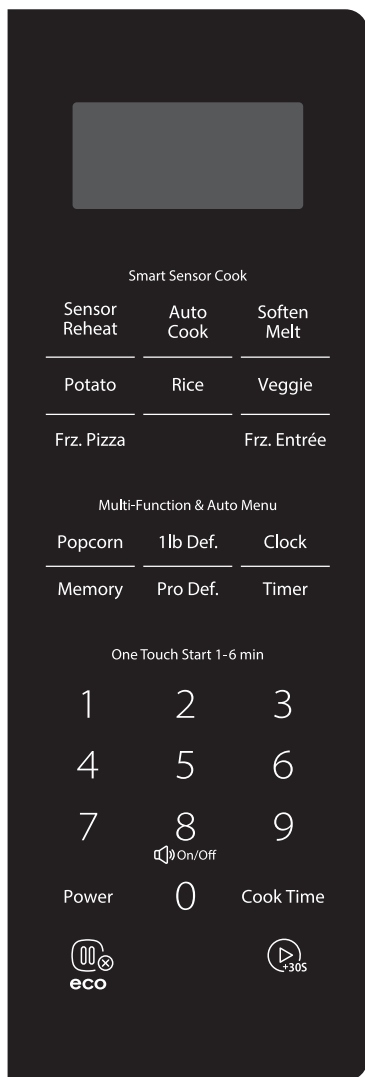 Smart Sensor Cook
Sensor Reheat
Auto Cook
Soften Melt
Potato Rice Veggie
Frz. Pizza Frz. Entrée
Multi-Function & Auto Menu
Popcorn 1lb Def. Clock
Memory Pro Def. Timer
One Touch Start 1-6 min
1 2 3
4 5 6
7 8 9
On/Off
Power 0 Cook Time
+30S
eco